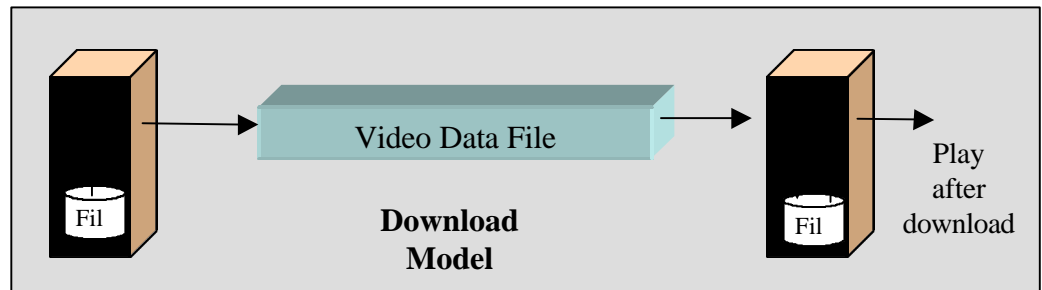 Video Data File
Fil
Download
Model
Fil
Play
after
download